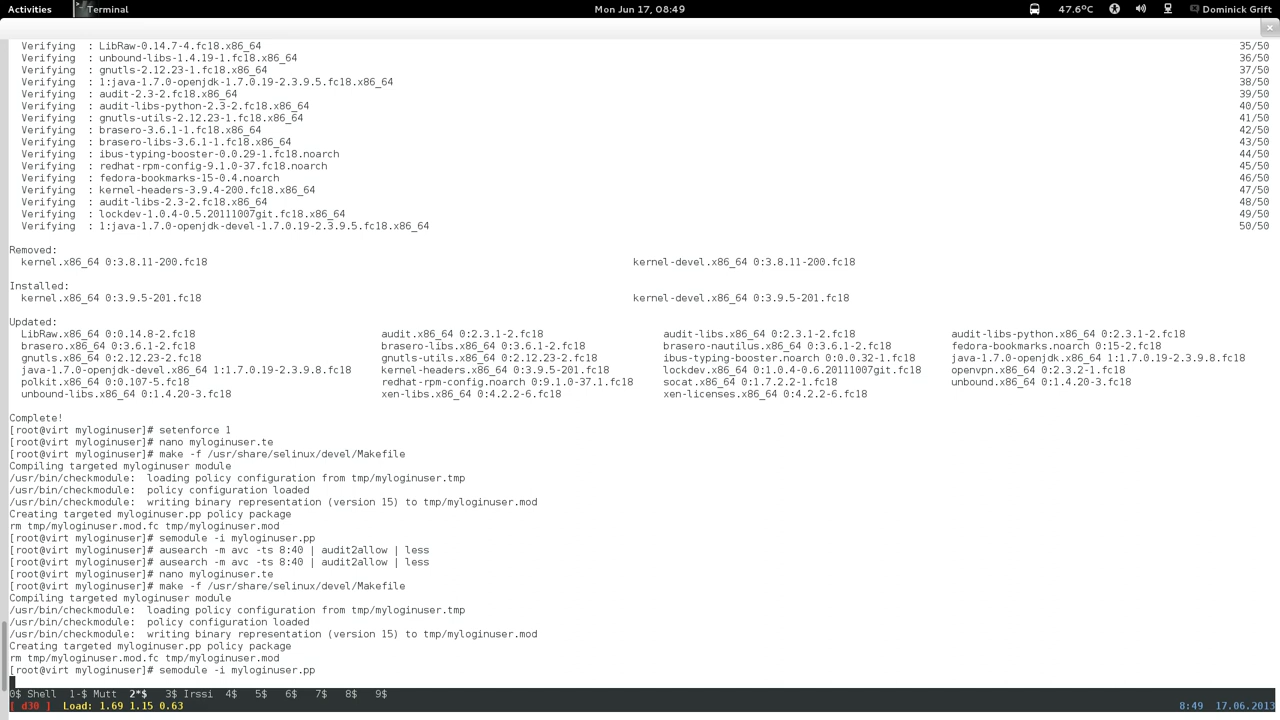 Activities Terminal Mon Jun 17, 08:49 47.6°C Dominick Grift
Verifying : LibRaw-0.14.7-4.fc18.x86_64 35/50
Verifying : unbound-libs-1.4.19-1.fc18.x86_64 36/50
Verifying : gnutls-2.12.23-1.fc18.x86_64 37/50
Verifying : 1:java-1.7.0-openjdk-1.7.0.19-2.3.9.5.fc18.x86_64 38/50
Verifying : audit-2.3-2.fc18.x86_64 39/50
Verifying : audit-libs-python-2.3-2.fc18.x86_64 40/50
Verifying : gnutls-utils-2.12.23-1.fc18.x86_64 41/50
Verifying : brasero-3.6.1-1.fc18.x86_64 42/50
Verifying : brasero-libs-3.6.1-1.fc18.x86_64 43/50
Verifying : ibus-typing-booster-0.0.29-1.fc18.noarch 44/50
Verifying : redhat-rpm-config-9.1.0-37.fc18.noarch 45/50
Verifying : fedora-bookmarks-15-0.4.noarch 46/50
Verifying : kernel-headers-3.9.4-200.fc18.x86_64 47/50
Verifying : audit-libs-2.3-2.fc18.x86_64 48/50
Verifying : lockdev-1.0.4-0.5.20111007git.fc18.x86_64 49/50
Verifying : 1:java-1.7.0-openjdk-devel-1.7.0.19-2.3.9.5.fc18.x86_64 50/50
Removed:
kernel.x86_64 0:3.8.11-200.fc18 kernel-devel.x86_64 0:3.8.11-200.fc18
Installed:
kernel.x86_64 0:3.9.5-201.fc18 kernel-devel.x86_64 0:3.9.5-201.fc18
Updated:
LibRaw.x86_64 0:0.14.8-2.fc18 audit.x86_64 0:2.3.1-2.fc18 audit-libs.x86_64 0:2.3.1-2.fc18 audit-libs-python.x86_64 0:2.3.1-2.fc18
brasero.x86_64 0:3.6.1-2.fc18 brasero-libs.x86_64 0:3.6.1-2.fc18 brasero-nautilus.x86_64 0:3.6.1-2.fc18 fedora-bookmarks.noarch 0:15-2.fc18
gnutls.x86_64 0:2.12.23-2.fc18 gnutls-utils.x86_64 0:2.12.23-2.fc18 ibus-typing-booster.noarch 0:0.0.32-1.fc18 java-1.7.0-openjdk.x86_64 1:1.7.0.19-2.3.9.8.fc18
java-1.7.0-openjdk-devel.x86_64 1:1.7.0.19-2.3.9.8.fc18 kernel-headers.x86_64 0:3.9.5-201.fc18 lockdev.x86_64 0:1.0.4-0.6.20111007git.fc18 openvpn.x86_64 0:2.3.2-1.fc18
polkit.x86_64 0:0.107-5.fc18 redhat-rpm-config.noarch 0:9.1.0-37.1.fc18 socat.x86_64 0:1.7.2.2-1.fc18 unbound.x86_64 0:1.4.20-3.fc18
unbound-libs.x86_64 0:1.4.20-3.fc18 xen-libs.x86_64 0:4.2.2-6.fc18 xen-licenses.x86_64 0:4.2.2-6.fc18
Complete!
[root@virt myloginuser]# setenforce 1
[root@virt myloginuser]# nano myloginuser.te
[root@virt myloginuser]# make -f /usr/share/selinux/devel/Makefile
Compiling targeted myloginuser module
/usr/bin/checkmodule: loading policy configuration from tmp/myloginuser.tmp
/usr/bin/checkmodule: policy configuration loaded
/usr/bin/checkmodule: writing binary representation (version 15) to tmp/myloginuser.mod
Creating targeted myloginuser.pp policy package
rm tmp/myloginuser.mod.fc tmp/myloginuser.mod
[root@virt myloginuser]# semodule -i myloginuser.pp
[root@virt myloginuser]# ausearch -m avc -ts 8:40 | audit2allow | less
[root@virt myloginuser]# ausearch -m avc -ts 8:40 | audit2allow | less
[root@virt myloginuser]# nano myloginuser.te
[root@virt myloginuser]# make -f /usr/share/selinux/devel/Makefile
Compiling targeted myloginuser module
/usr/bin/checkmodule: loading policy configuration from tmp/myloginuser.tmp
/usr/bin/checkmodule: policy configuration loaded
/usr/bin/checkmodule: writing binary representation (version 15) to tmp/myloginuser.mod
Creating targeted myloginuser.pp policy package
rm tmp/myloginuser.mod.fc tmp/myloginuser.mod
[root@virt myloginuser]# semodule -i myloginuser.pp
0$ Shell 1-$ Mutt 2*$ 3$ Irssi 4$ 5$ 6$ 7$ 8$ 9$
[ d30 ] Load: 1.69 1.15 0.63 8:49 17.06.2013